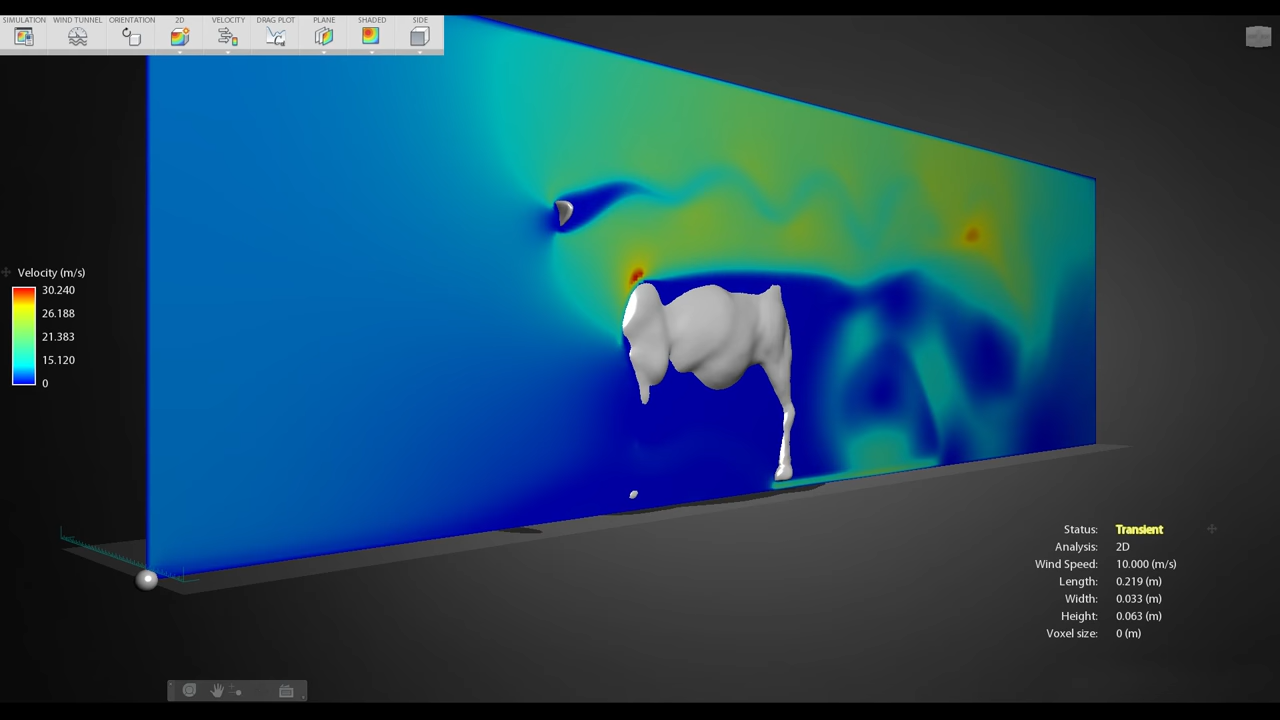 SIMULATION WIND TUNNEL ORIENTATION 2D VELOCITY DRAG PLOT PLANE SHADED SIDE
Velocity (m/s)
30.240
26.188
21.383
15.120
0
Status: Transient
Analysis: 2D
Wind Speed: 10.000 (m/s)
Length: 0.219 (m)
Width: 0.033 (m)
Height: 0.063 (m)
Voxel size: 0 (m)